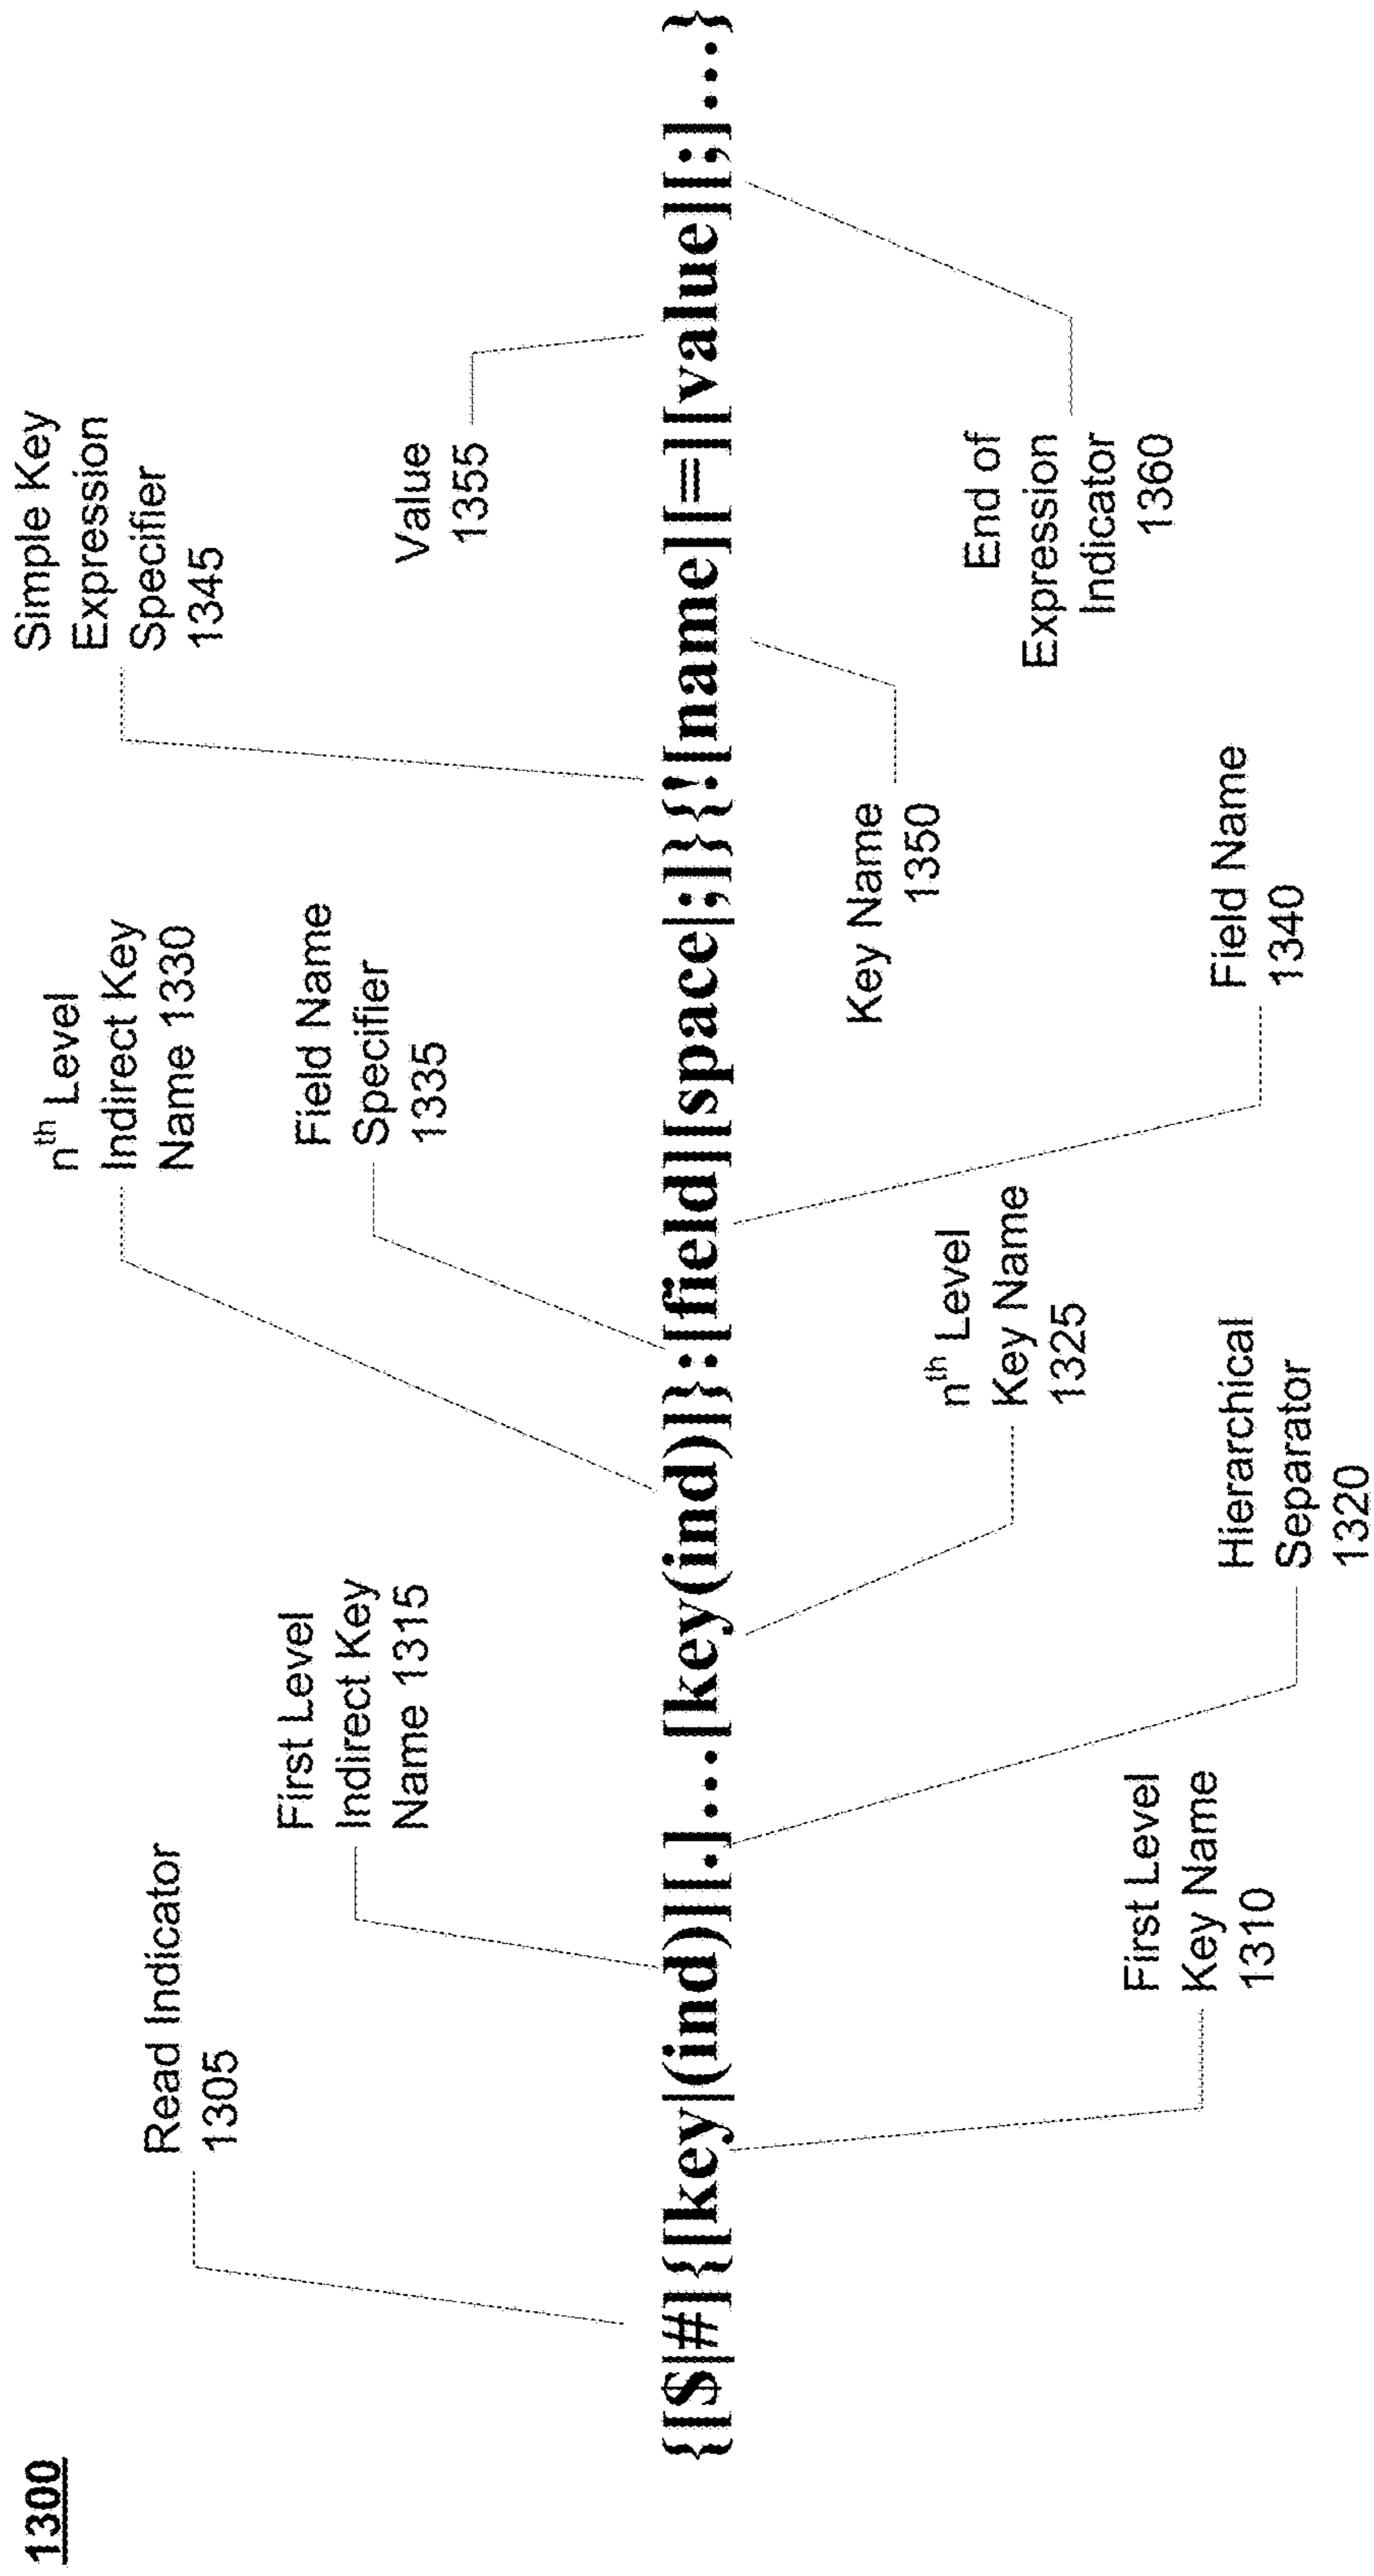 1300
Read Indicator
1305
First Level
Indirect Key
Name 1315
nth Level
Indirect Key
Name 1330
Field Name
Specifier
1335
Simple Key
Expression
Specifier
1345
Value
1355
{[$|#]{[key|(ind)][.]...[key(ind)]}:[field][space|;]}{![name][=][value][;]...}
First Level
Key Name
1310
Hierarchical
Separator
1320
nth Level
Key Name
1325
Field Name
1340
Key Name
1350
End of
Expression
Indicator
1360